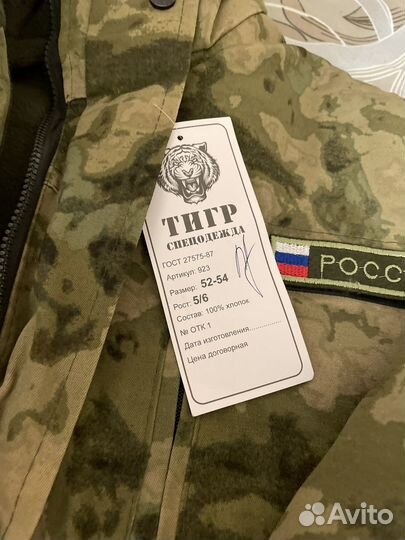 ТИГР
СПЕЦОДЕЖДА
ГОСТ 27575-87
Артикул: 923
Размер: 52-54
Рост: 5/6
Состав: 100% хлопок
№ ОТК 1
Дата изготовления................
Цена договорная
РОСС
Avito